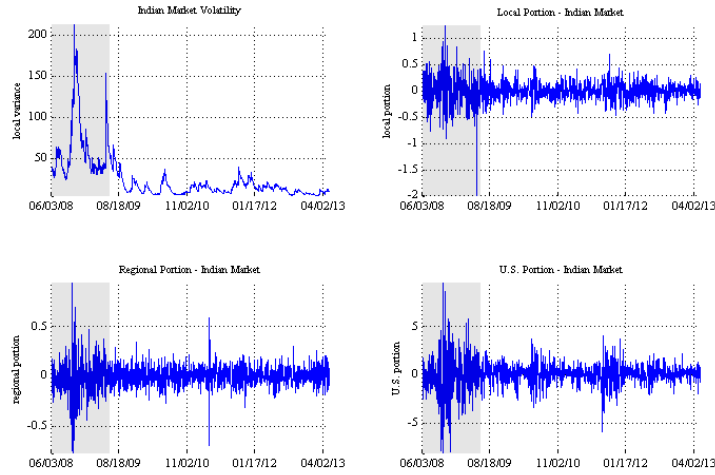 Indian Market Volatility
200
150
100
50
local variance
06/03/08 08/18/09 11/02/10 01/17/12 04/02/13
Local Portion - Indian Market
1
0.5
0
-0.5
-1
-1.5
-2
local portion
06/03/08 08/18/09 11/02/10 01/17/12 04/02/13
Regional Portion - Indian Market
0.5
0
-0.5
regional portion
06/03/08 08/18/09 11/02/10 01/17/12 04/02/13
U.S. Portion - Indian Market
5
0
-5
U.S. portion
06/03/08 08/18/09 11/02/10 01/17/12 04/02/13